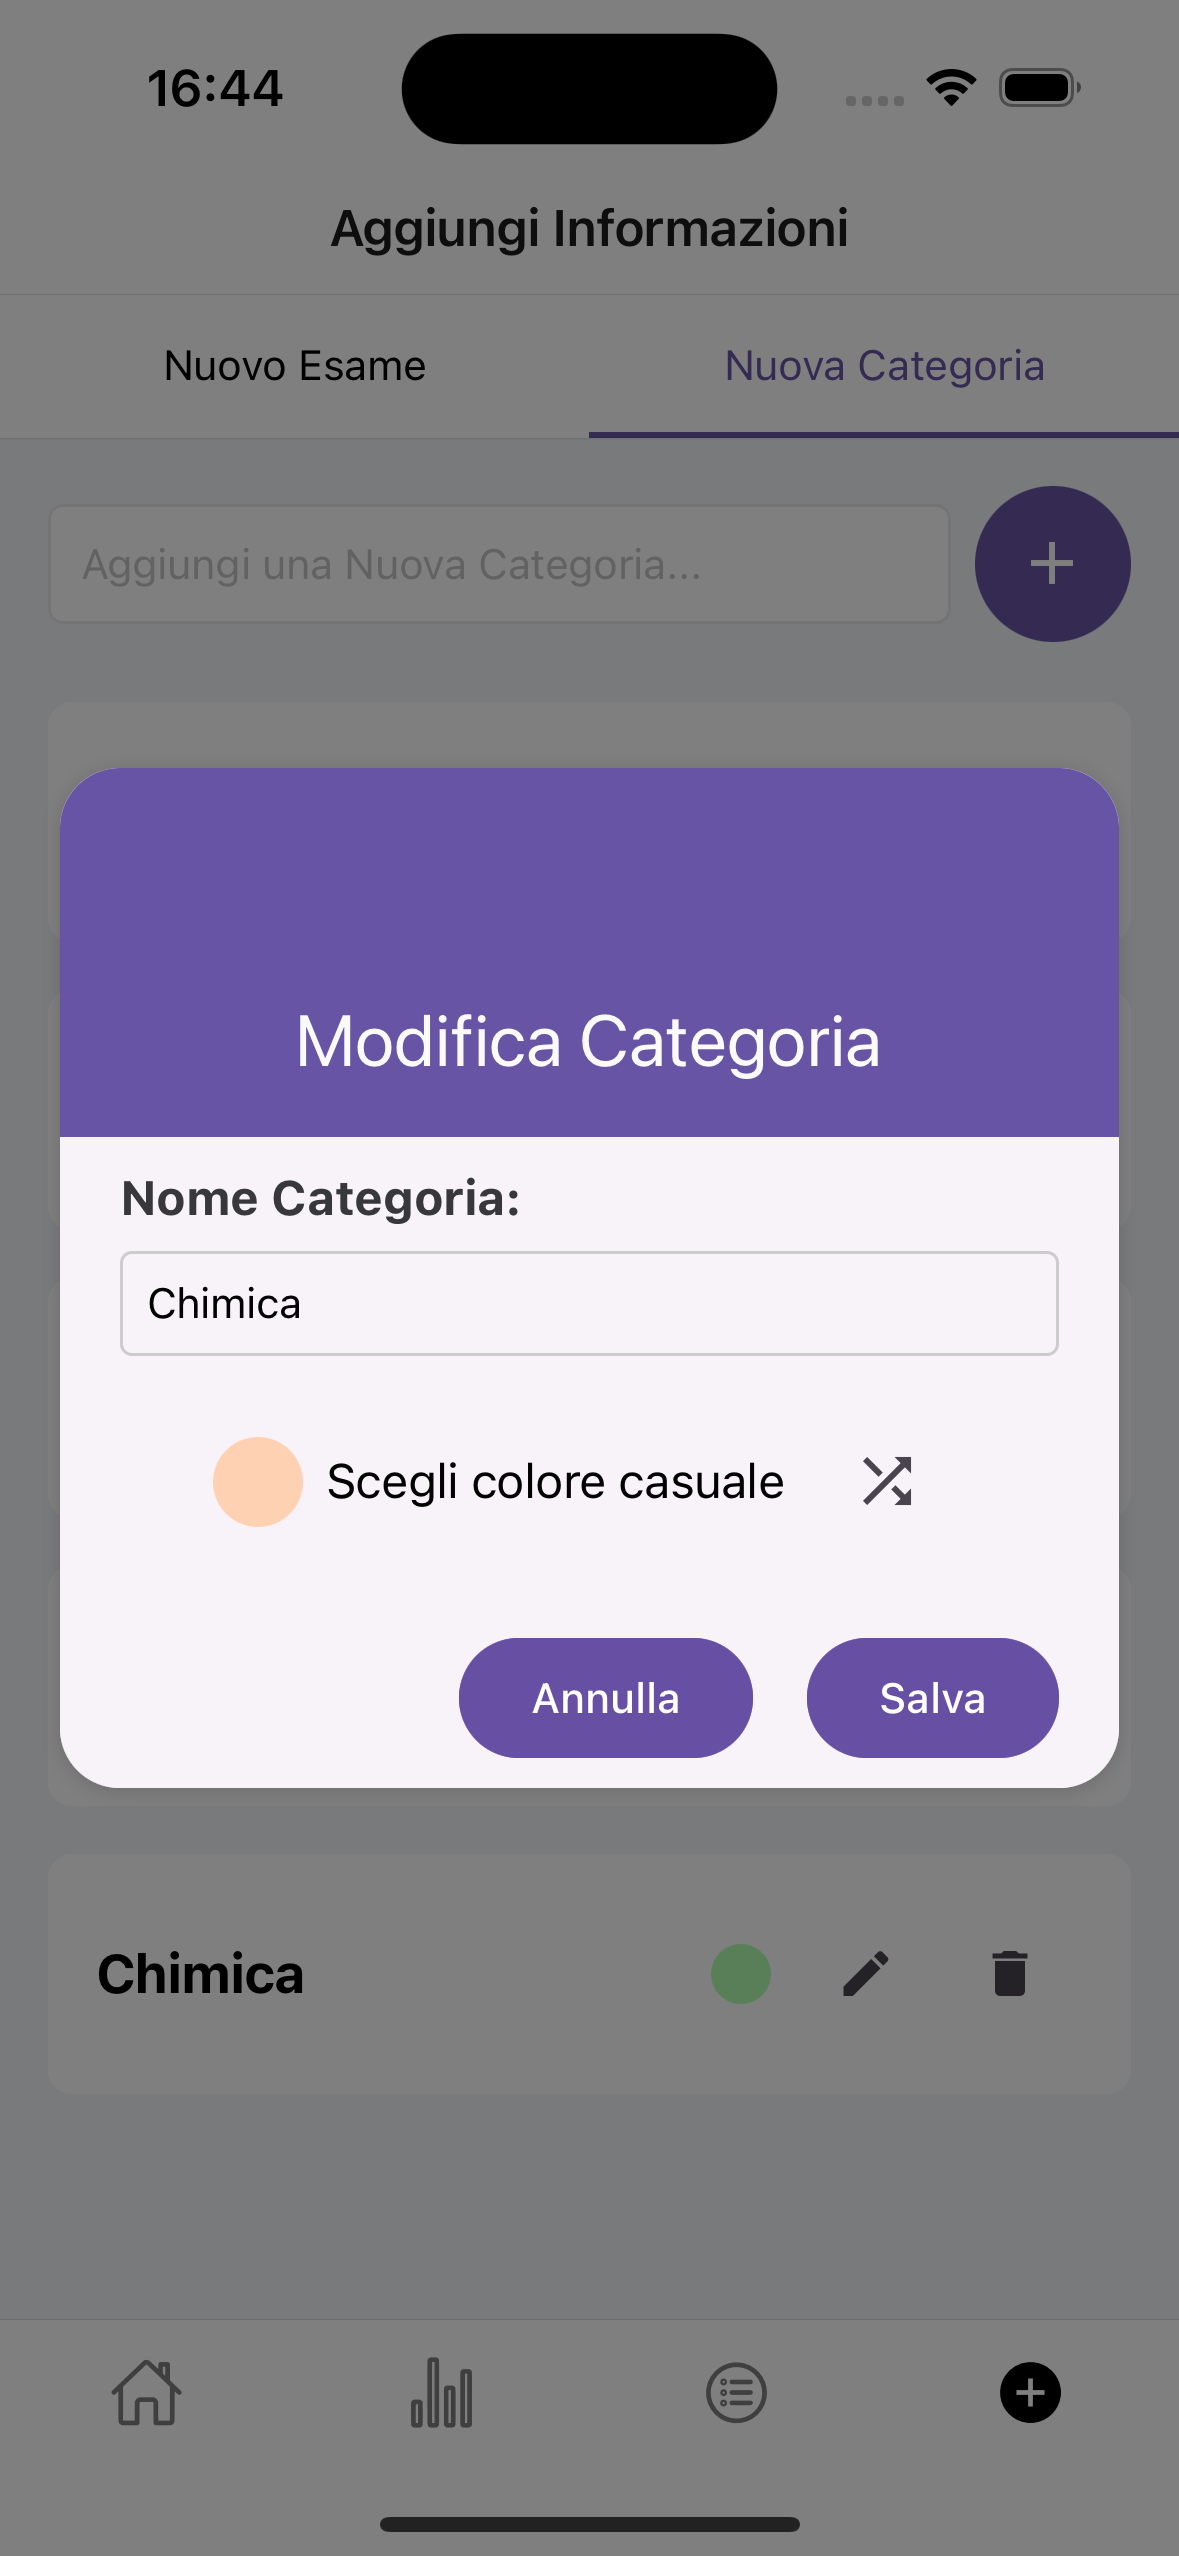 16:44
Aggiungi Informazioni
Nuovo Esame
Nuova Categoria
Aggiungi una Nuova Categoria...
Modifica Categoria
Nome Categoria:
Chimica
Scegli colore casuale
Annulla
Salva
Chimica